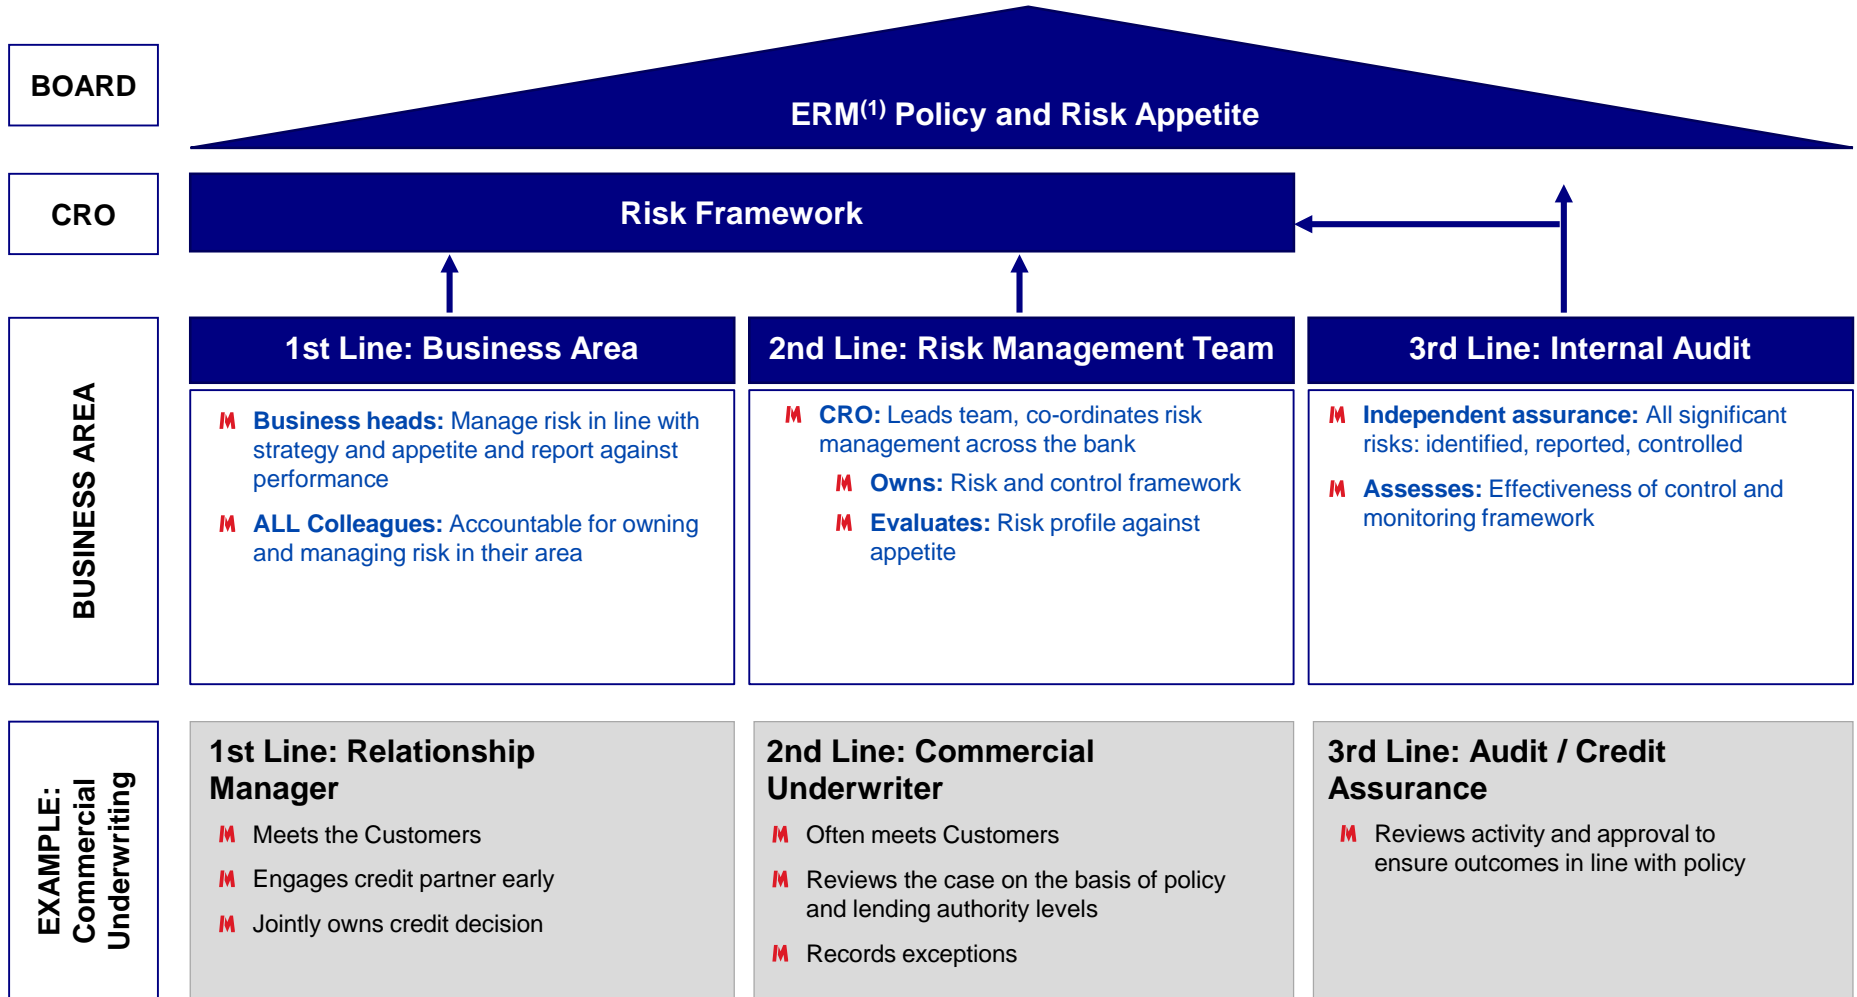 BOARD
ERM(1) Policy and Risk Appetite
CRO
Risk Framework
BUSINESS AREA
1st Line: Business Area
Business heads: Manage risk in line with
strategy and appetite and report against
performance
ALL Colleagues: Accountable for owning
and managing risk in their area
2nd Line: Risk Management Team
CRO: Leads team, co-ordinates risk
management across the bank
Owns: Risk and control framework
Evaluates: Risk profile against
appetite
3rd Line: Internal Audit
Independent assurance: All significant
risks: identified, reported, controlled
Assesses: Effectiveness of control and
monitoring framework
EXAMPLE:
Commercial
Underwriting
1st Line: Relationship
Manager
Meets the Customers
Engages credit partner early
Jointly owns credit decision
2nd Line: Commercial
Underwriter
Often meets Customers
Reviews the case on the basis of policy
and lending authority levels
Records exceptions
3rd Line: Audit / Credit
Assurance
Reviews activity and approval to
ensure outcomes in line with policy